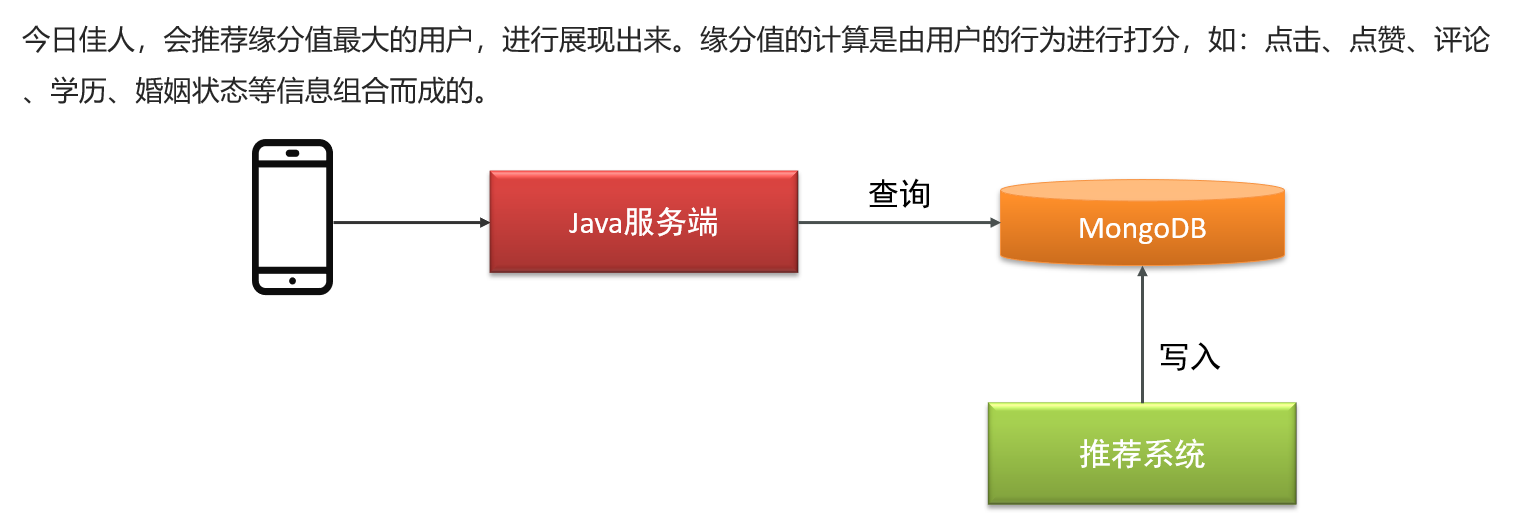 今日佳人，会推荐缘分值最大的用户，进行展现出来。缘分值的计算是由用户的行为进行打分，如：点击、点赞、评论
、学历、婚姻状态等信息组合而成的。
查询
Java服务端
MongoDB
写入
推荐系统